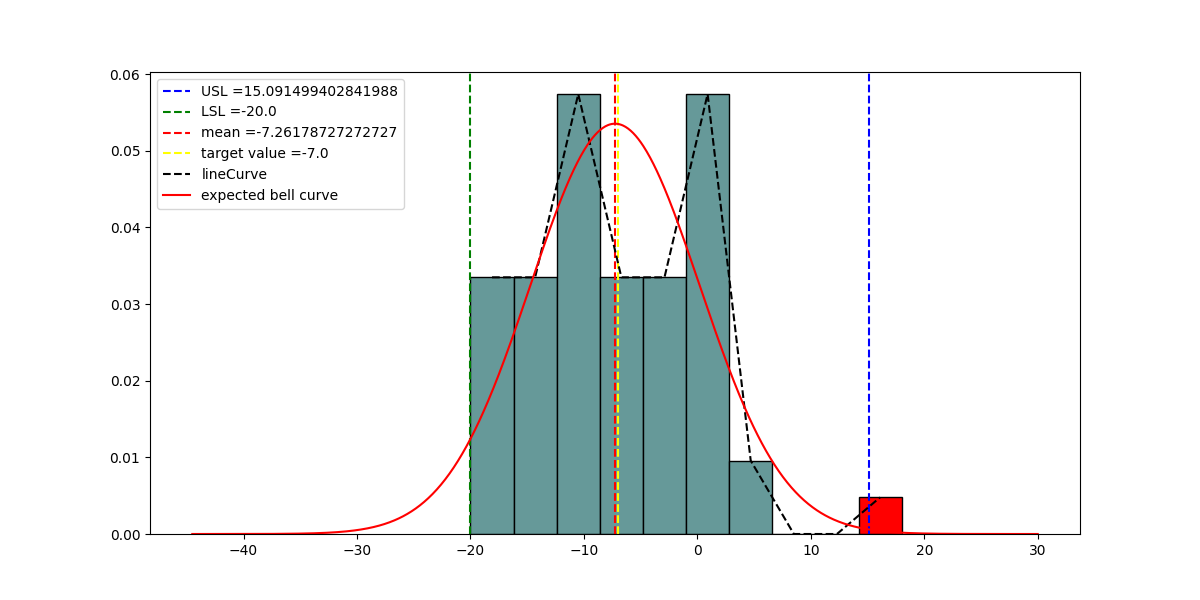 USL =15.091499402841988
LSL =-20.0
mean =-7.26178727272727
target value =-7.0
lineCurve
expected bell curve
0.06
0.05
0.04
0.03
0.02
0.01
0.00
−40
−30
−20
−10
0
10
20
30